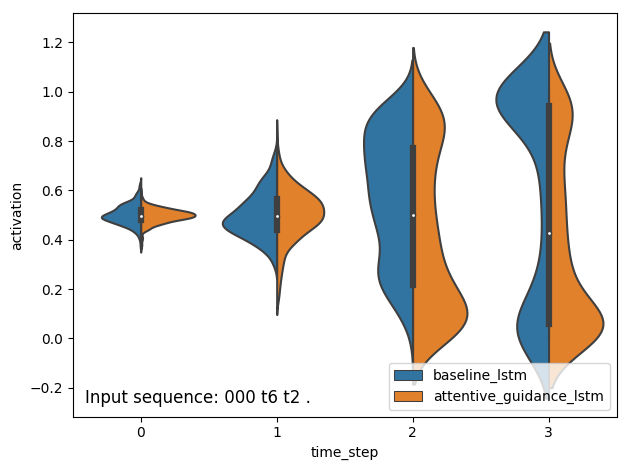 1.2
1.0
0.8
0.6
0.4
0.2
0.0
−0.2
activation
Input sequence: 000 t6 t2 .
baseline_lstm
attentive_guidance_lstm
0 1 2 3
time_step